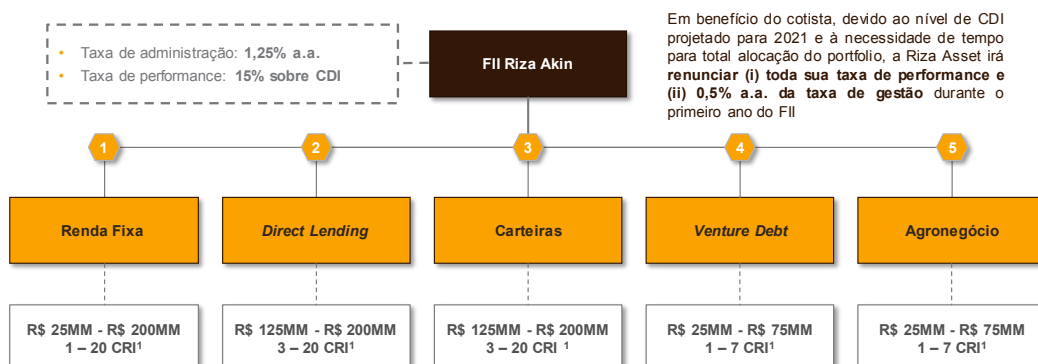 • Taxa de administração: 1,25% a.a.
• Taxa de performance: 15% sobre CDI
FII Riza Akin
Em benefício do cotista, devido ao nível de CDI
projetado para 2021 e à necessidade de tempo
para total alocação do portfolio, a Riza Asset irá
renunciar (i) toda sua taxa de performance e
(ii) 0,5% a.a. da taxa de gestão durante o
primeiro ano do FII
1
2
3
4
5
Renda Fixa
Direct Lending
Carteiras
Venture Debt
Agronegócio
R$ 25MM - R$ 200MM
1 – 20 CRI¹
R$ 125MM - R$ 200MM
3 – 20 CRI¹
R$ 125MM - R$ 200MM
3 – 20 CRI ¹
R$ 25MM - R$ 75MM
1 – 7 CRI¹
R$ 25MM - R$ 75MM
1 – 7 CRI¹